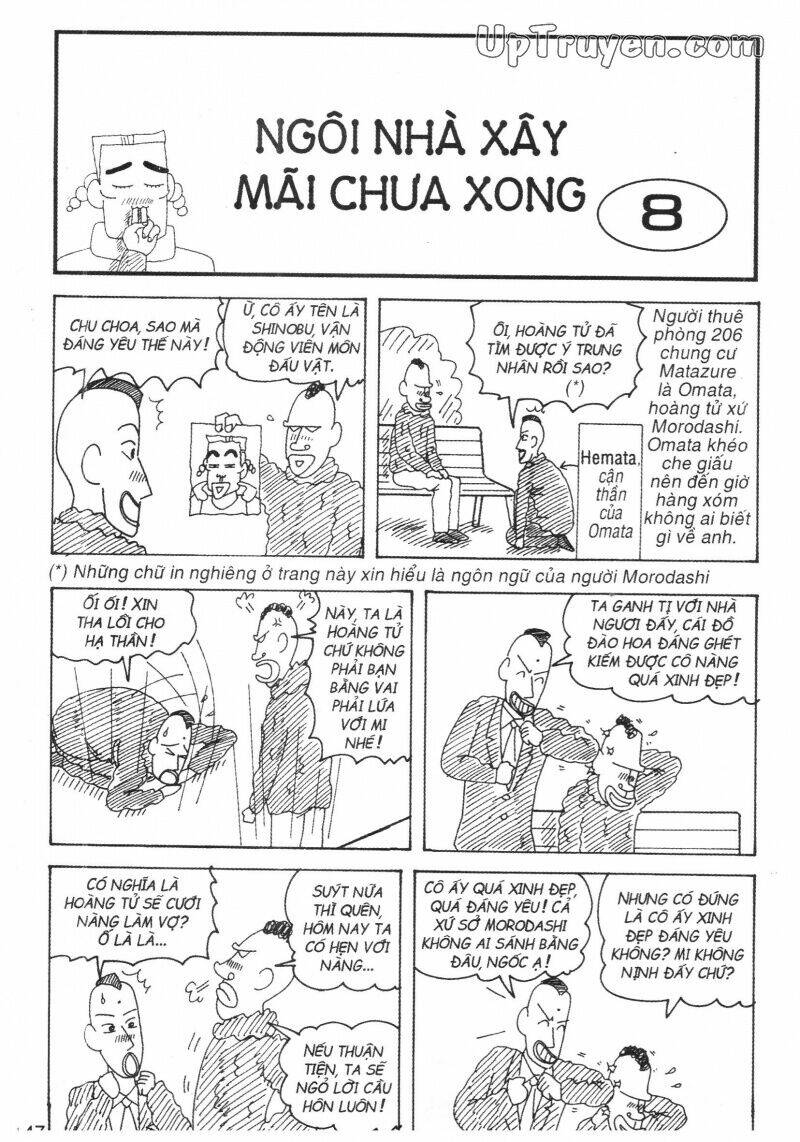 UpTruyen.com
NGÔI NHÀ XÂY
MÃI CHƯA XONG
8
Người thuê
phòng 206
chung cư
Matazure
là Omata,
hoàng tử xứ
Morodashi.
Omata khéo
che giấu
nên đến giờ
hàng xóm
không ai biết
gì về anh.
ÔI, HOÀNG TỬ ĐÃ
TÌM ĐƯỢC Ý TRUNG
NHÂN RỒI SAO?
(*)
Hemata,
cận
thần
của
Omata
Ừ, CÔ ẤY TÊN LÀ
SHINOBU, VẬN
ĐỘNG VIÊN MÔN
ĐẤU VẬT.
CHU CHOA, SAO MÀ
ĐÁNG YÊU THẾ NÀY!
(*) Những chữ in nghiêng ở trang này xin hiểu là ngôn ngữ của người Morodashi
TA GANH TỊ VỚI NHÀ
NGƯƠI ĐẤY, CÁI ĐỒ
ĐÀO HOA ĐÁNG GHÉT
KIẾM ĐƯỢC CÔ NÀNG
QUÁ XINH ĐẸP!
NÀY, TA LÀ
HOÀNG TỬ
CHỨ KHÔNG
PHẢI BẠN
BẰNG VAI
PHẢI LỨA
VỚI MI
NHÉ!
ỐI ỐI! XIN
THA LỖI CHO
HẠ THẦN!
NHƯNG CÓ ĐÚNG
LÀ CÔ ẤY XINH
ĐẸP ĐÁNG YÊU
KHÔNG? MI KHÔNG
NỊNH ĐẤY CHỨ?
CÔ ẤY QUÁ XINH ĐẸP,
QUÁ ĐÁNG YÊU! CẢ
XỨ SỞ MORODASHI
KHÔNG AI SÁNH BẰNG
ĐÂU, NGỐC Ạ!
SUÝT NỮA
THÌ QUÊN,
HÔM NAY TA
CÓ HẸN VỚI
NÀNG...
NẾU THUẬN
TIỆN, TA SẼ
NGỎ LỜI CẦU
HÔN LUÔN!
CÓ NGHĨA LÀ
HOÀNG TỬ SẼ CƯỚI
NÀNG LÀM VỢ?
Ố LÀ LÀ...